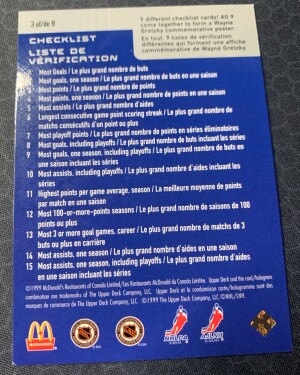 3 of/de 9
CHECKLIST
LISTE DE
VÉRIFICATION
9 different checklist cards! All 9
come together to form a Wayne
Gretzky commemorative poster.
En tout, 9 listes de vérification
différentes qui forment une affiche
commémorative de Wayne Gretzky
Most Goals / Le plus grand nombre de buts
Most goals, one season / Le plus grand nombre de buts en une saison
Most points / Le plus grand nombre de points
4 Most points, one season / Le plus grand nombre de points en une saison
5 Most assists / Le plus grand nombre d'aides
6 Longest consecutive game point scoring streak / Le plus grand nombre de
matchs consécutifs d'un point ou plus
7 Most playoff points / Le plus grand nombre de points en séries éliminatoires
8 Most goals, including playoffs / Le plus grand nombre de buts incluant les séries
9 Most goals, one season, including playoffs / Le plus grand nombre de buts en
une saison incluant les séries
10 Most assists, including playoffs / Le plus grand nombre d'aides incluant les
séries
11 Highest points per game average, season / La meilleure moyenne de points
par match en une saison
12 Most 100-or-more-points seasons / Le plus grand nombre de saisons de 100
points ou plus
13 Most 3 or more goal games, career / Le plus grand nombre de matchs de 3
buts ou plus en carrière
14 Most assists, one season / Le plus grand nombre d'aides en une saison
15 Most assists, one season, including playoffs / Le plus grand nombre d'aides
en une saison incluant les séries
©1999 McDonald's Restaurants of Canada Limited/Les Restaurants McDonald du Canada Limitée. Upper Deck and the card/hologram
combination are trademarks of The Upper Deck Company, LLC. Upper Deck et la combinaison carte/hologramme sont des
marques de commerce de The Upper Deck Company, LLC. ©1999 The Upper Deck Company, LLC. ©NHL/LNH.
McDonald's
NHLPA
AJLNH